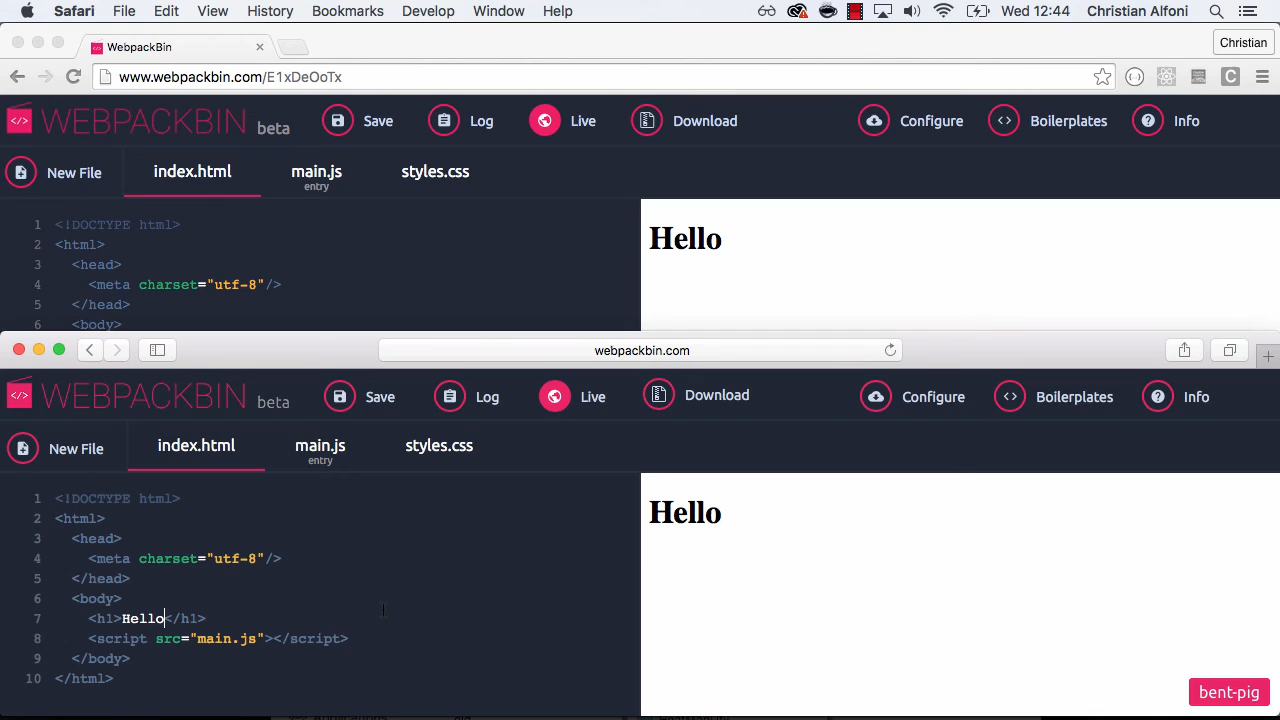 Safari File Edit View History Bookmarks Develop Window Help Wed 12:44 Christian Alfoni
WebpackBin Christian
www.webpackbin.com/E1xDeOoTx
WEBPACKBIN beta Save Log Live Download Configure Boilerplates Info
New File index.html main.js styles.css
entry
1 <!DOCTYPE html>
2 <html>
3 <head>
4 <meta charset="utf-8"/>
5 </head>
6 <body>
Hello
webpackbin.com
WEBPACKBIN beta Save Log Live Download Configure Boilerplates Info
New File index.html main.js styles.css
entry
1 <!DOCTYPE html>
2 <html>
3 <head>
4 <meta charset="utf-8"/>
5 </head>
6 <body>
7 <h1>Hello</h1>
8 <script src="main.js"></script>
9 </body>
10 </html>
Hello
bent-pig